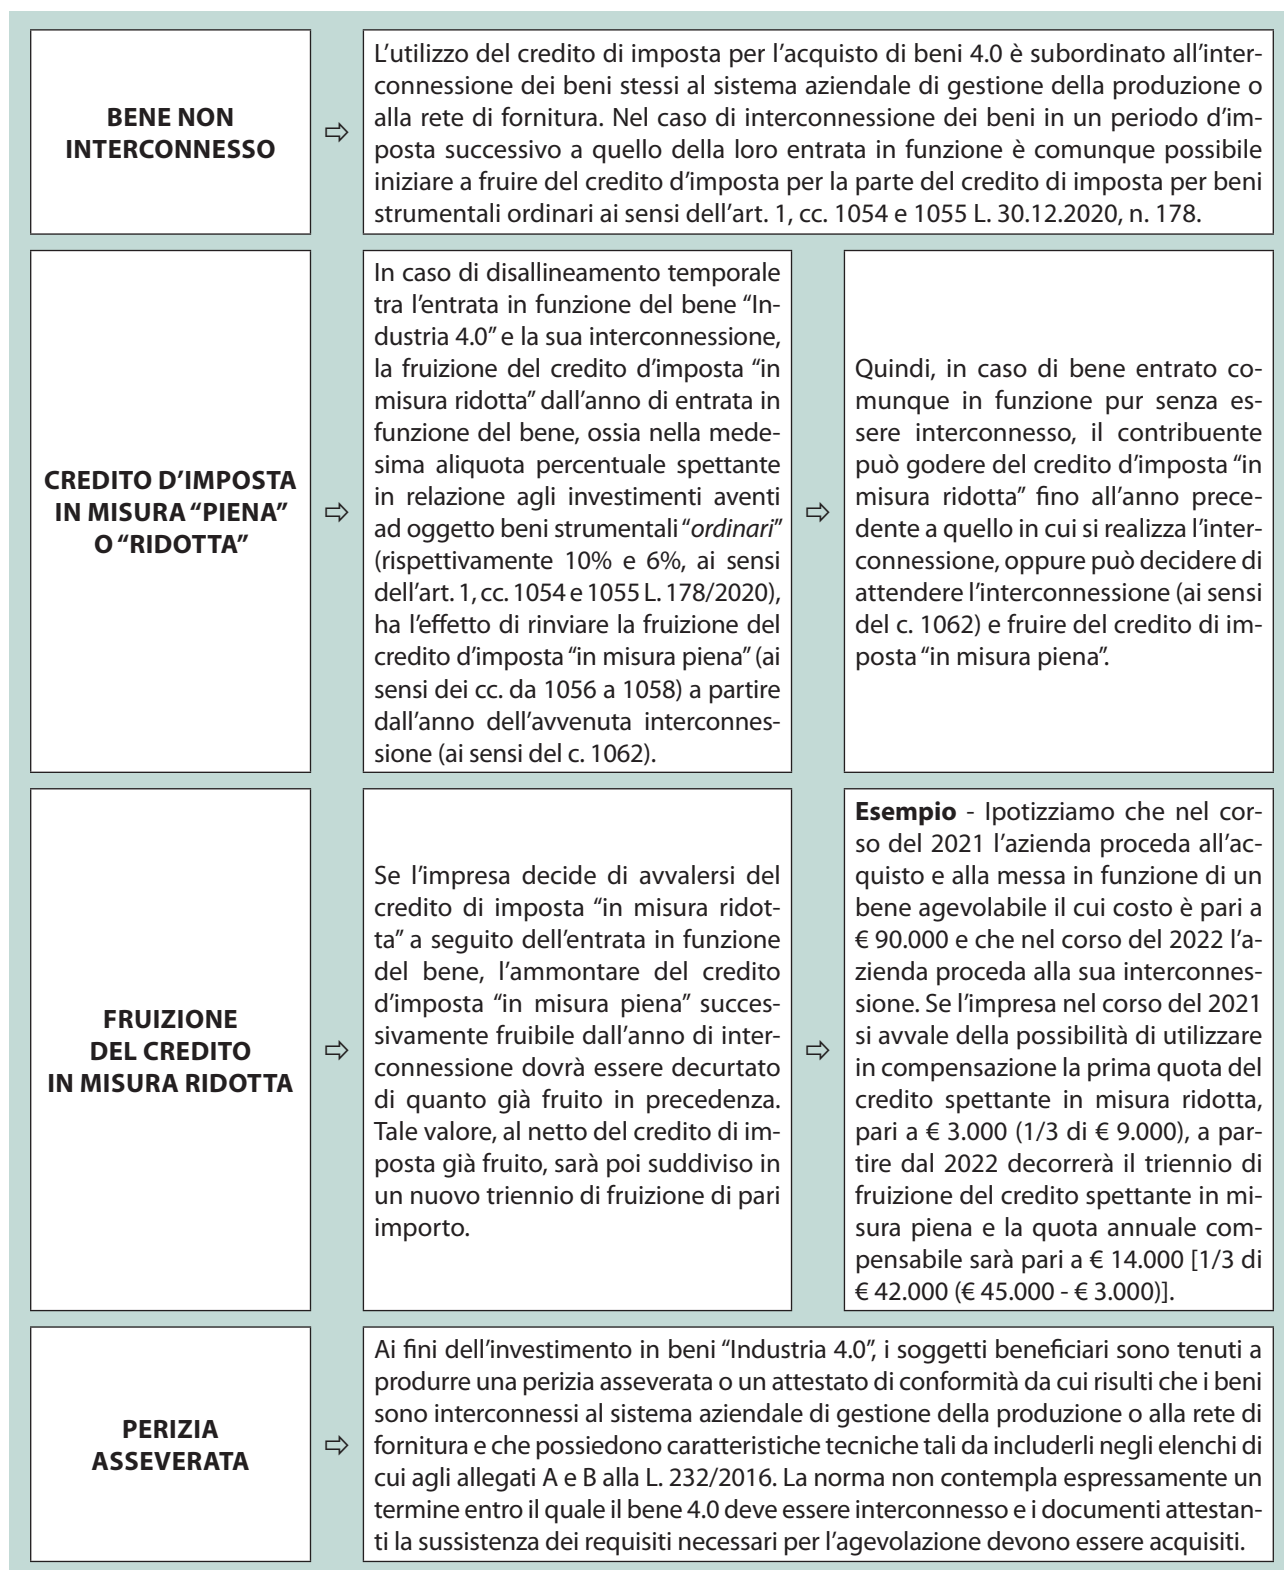 BENE NON
INTERCONNESSO
⇨
L'utilizzo del credito di imposta per l'acquisto di beni 4.0 è subordinato all'inter-
connessione dei beni stessi al sistema aziendale di gestione della produzione o
alla rete di fornitura. Nel caso di interconnessione dei beni in un periodo d'im-
posta successivo a quello della loro entrata in funzione è comunque possibile
iniziare a fruire del credito d'imposta per la parte del credito di imposta per beni
strumentali ordinari ai sensi dell'art. 1, cc. 1054 e 1055 L. 30.12.2020, n. 178.
CREDITO D'IMPOSTA
IN MISURA "PIENA"
O "RIDOTTA"
⇨
In caso di disallineamento temporale
tra l'entrata in funzione del bene "In-
dustria 4.0" e la sua interconnessione,
la fruizione del credito d'imposta "in
misura ridotta" dall'anno di entrata in
funzione del bene, ossia nella mede-
sima aliquota percentuale spettante
in relazione agli investimenti aventi
ad oggetto beni strumentali "ordinari"
(rispettivamente 10% e 6%, ai sensi
dell'art. 1, cc. 1054 e 1055 L. 178/2020),
ha l'effetto di rinviare la fruizione del
credito d'imposta "in misura piena" (ai
sensi dei cc. da 1056 a 1058) a partire
dall'anno dell'avvenuta interconnes-
sione (ai sensi del c. 1062).
⇨
Quindi, in caso di bene entrato co-
munque in funzione pur senza es-
sere interconnesso, il contribuente
può godere del credito d'imposta "in
misura ridotta" fino all'anno prece-
dente a quello in cui si realizza l'inter-
connessione, oppure può decidere di
attendere l'interconnessione (ai sensi
del c. 1062) e fruire del credito di im-
posta "in misura piena".
FRUIZIONE
DEL CREDITO
IN MISURA RIDOTTA
⇨
Se l'impresa decide di avvalersi del
credito di imposta "in misura ridot-
ta" a seguito dell'entrata in funzione
del bene, l'ammontare del credito
d'imposta "in misura piena" succes-
sivamente fruibile dall'anno di inter-
connessione dovrà essere decurtato
di quanto già fruito in precedenza.
Tale valore, al netto del credito di im-
posta già fruito, sarà poi suddiviso in
un nuovo triennio di fruizione di pari
importo.
⇨
Esempio - Ipotizziamo che nel cor-
so del 2021 l'azienda proceda all'ac-
quisto e alla messa in funzione di un
bene agevolabile il cui costo è pari a
€ 90.000 e che nel corso del 2022 l'a-
zienda proceda alla sua interconnes-
sione. Se l'impresa nel corso del 2021
si avvale della possibilità di utilizzare
in compensazione la prima quota del
credito spettante in misura ridotta,
pari a € 3.000 (1/3 di € 9.000), a par-
tire dal 2022 decorrerà il triennio di
fruizione del credito spettante in mi-
sura piena e la quota annuale com-
pensabile sarà pari a € 14.000 [1/3 di
€ 42.000 (€ 45.000 - € 3.000)].
PERIZIA
ASSEVERATA
⇨
Ai fini dell'investimento in beni "Industria 4.0", i soggetti beneficiari sono tenuti a
produrre una perizia asseverata o un attestato di conformità da cui risulti che i beni
sono interconnessi al sistema aziendale di gestione della produzione o alla rete di
fornitura e che possiedono caratteristiche tecniche tali da includerli negli elenchi di
cui agli allegati A e B alla L. 232/2016. La norma non contempla espressamente un
termine entro il quale il bene 4.0 deve essere interconnesso e i documenti attestan-
ti la sussistenza dei requisiti necessari per l'agevolazione devono essere acquisiti.